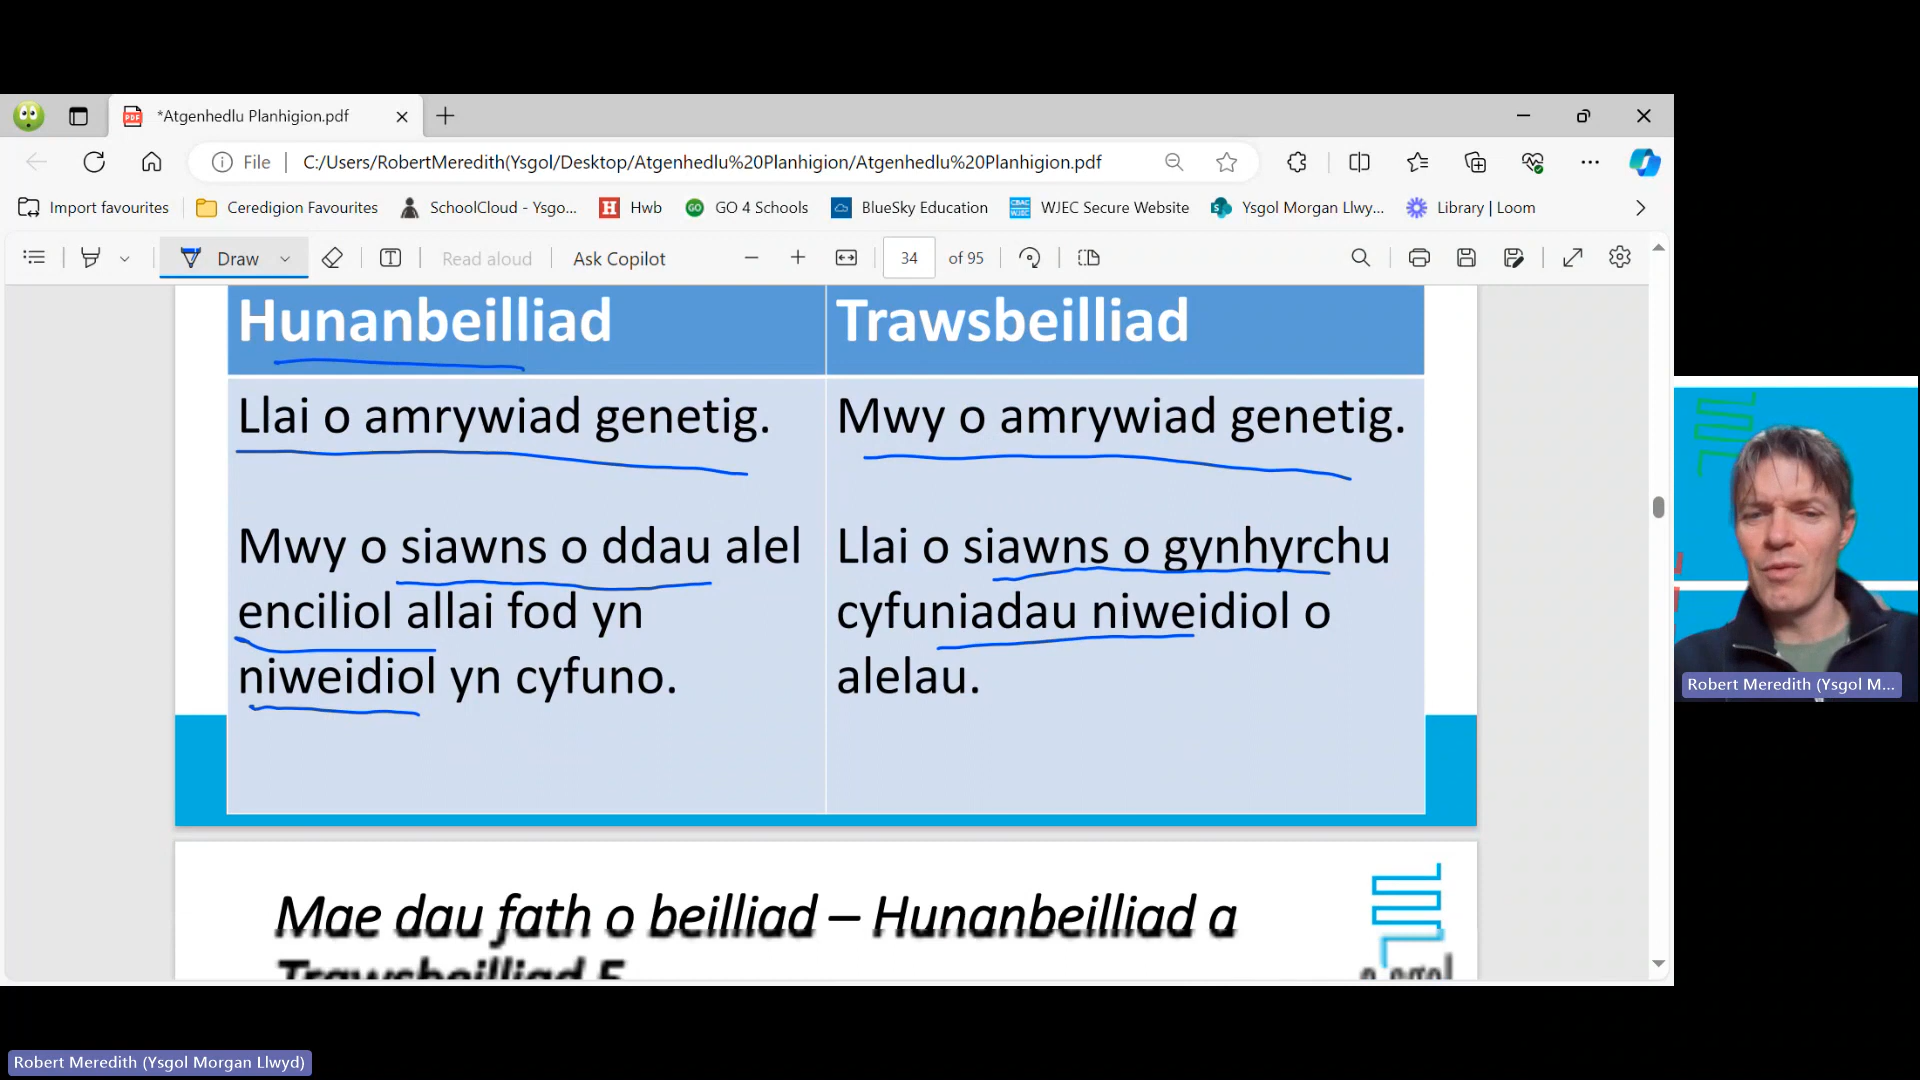 *Atgenhedlu Planhigion.pdf
File C:/Users/RobertMeredith(Ysgol/Desktop/Atgenhedlu%20Planhigion/Atgenhedlu%20Planhigion.pdf
Import favourites Ceredigion Favourites SchoolCloud - Ysgo... Hwb GO 4 Schools BlueSky Education WJEC Secure Website Ysgol Morgan Llwy... Library | Loom
Draw Read aloud Ask Copilot 34 of 95
Hunanbeilliad Trawsbeilliad
Llai o amrywiad genetig. Mwy o amrywiad genetig.
Mwy o siawns o ddau alel Llai o siawns o gynhyrchu
enciliol allai fod yn cyfuniadau niweidiol o
niweidiol yn cyfuno. alelau.
Robert Meredith (Ysgol M...
Mae dau fath o beilliad – Hunanbeilliad a
Trawsbeilliad 5
Robert Meredith (Ysgol Morgan Llwyd)